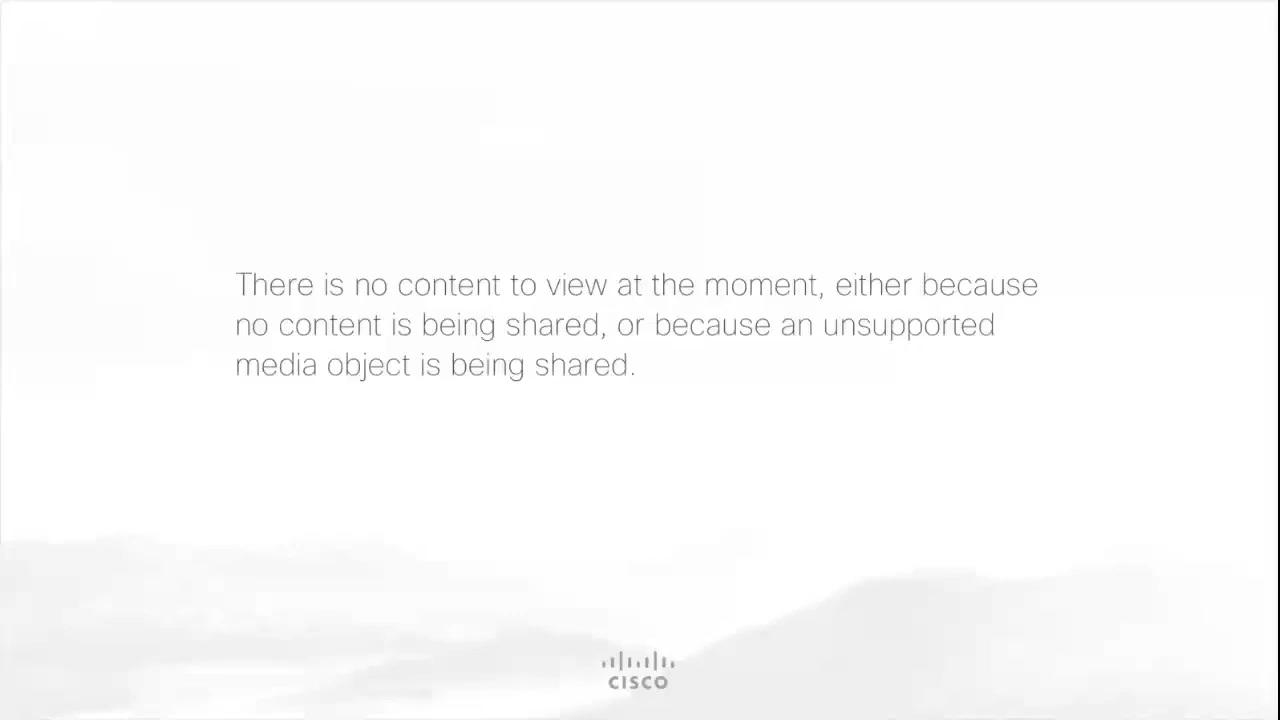 There is no content to view at the moment, either because
no content is being shared, or because an unsupported
media object is being shared.
CISCO